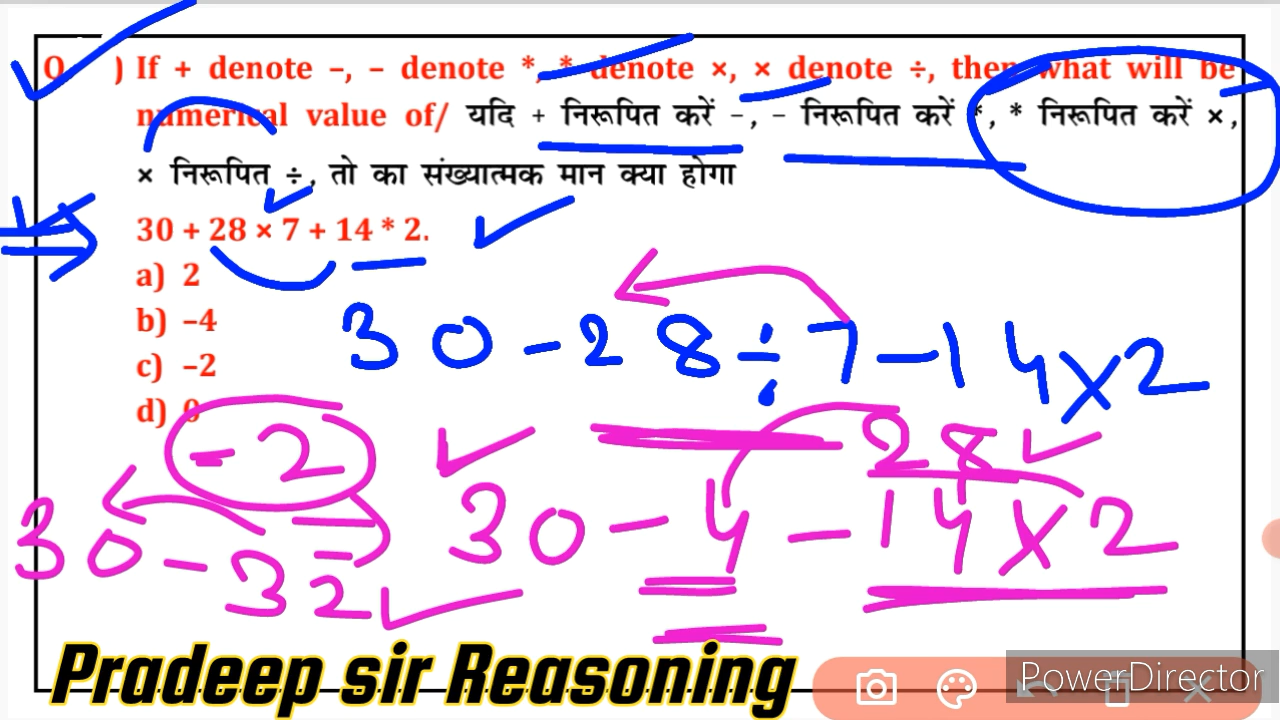 Q ) If + denote –, – denote *, * denote ×, × denote ÷, then what will be
numerical value of/ यदि + निरूपित करें –, – निरूपित करें *, * निरूपित करें ×,
× निरूपित ÷, तो का संख्यात्मक मान क्या होगा
30 + 28 × 7 + 14 * 2.
a) 2
b) –4
c) –2
d) 0
30-28÷7-14×2
-2
28
30-4-14×2
30-32
Pradeep sir Reasoning
PowerDirector